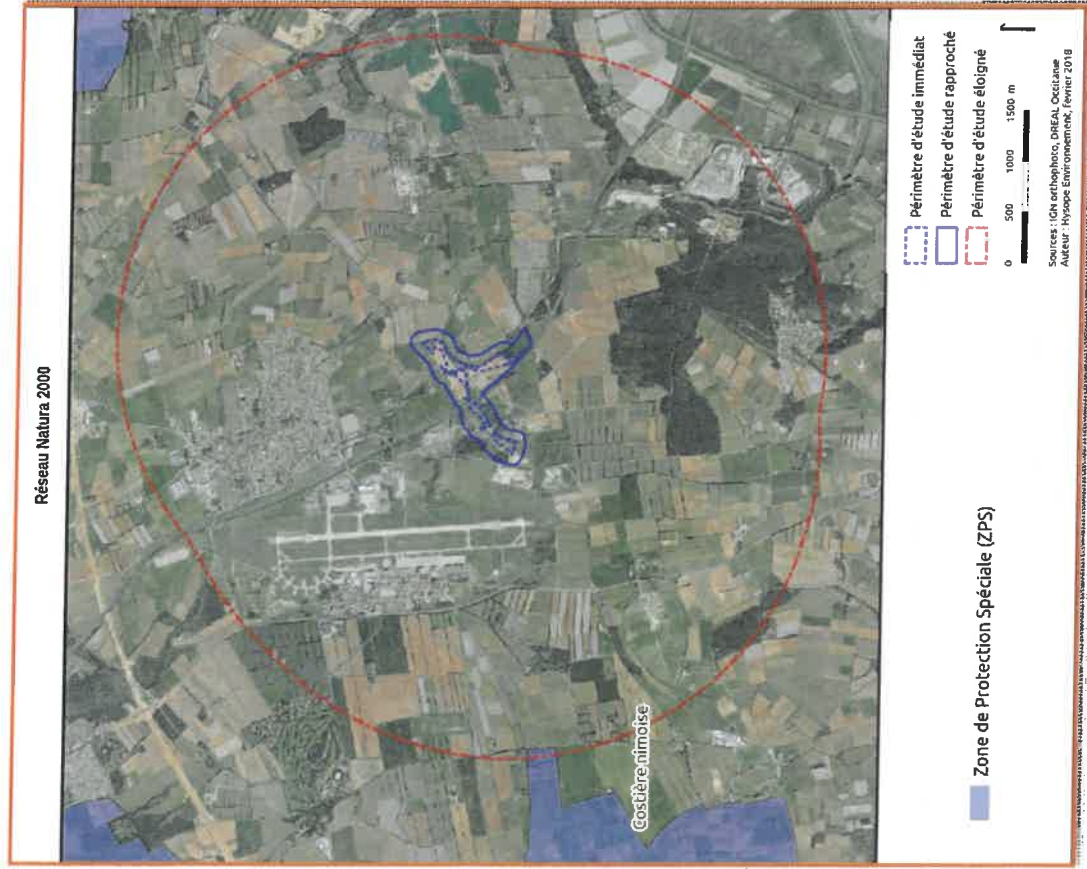 Réseau Natura 2000
Costière nimoise
Zone de Protection Spéciale (ZPS)
Périmètre d'étude immédiat
Périmètre d'étude rapproché
Périmètre d'étude éloigné
0 500 1000 1500 m
Sources : IGN orthophoto, DREAL Occitanie
Auteur : Hysope Environnement, février 2018